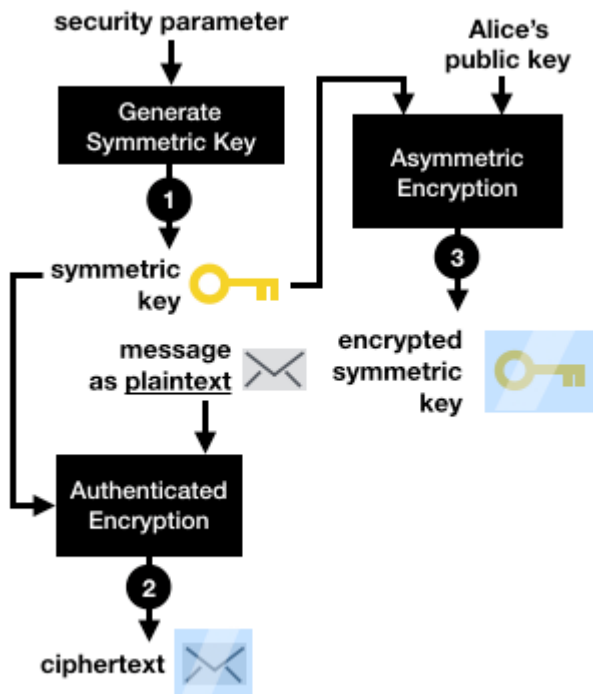 security parameter
Generate
Symmetric Key
1
symmetric
key
message
as plaintext
Authenticated
Encryption
2
ciphertext
Alice's
public key
Asymmetric
Encryption
3
encrypted
symmetric
key